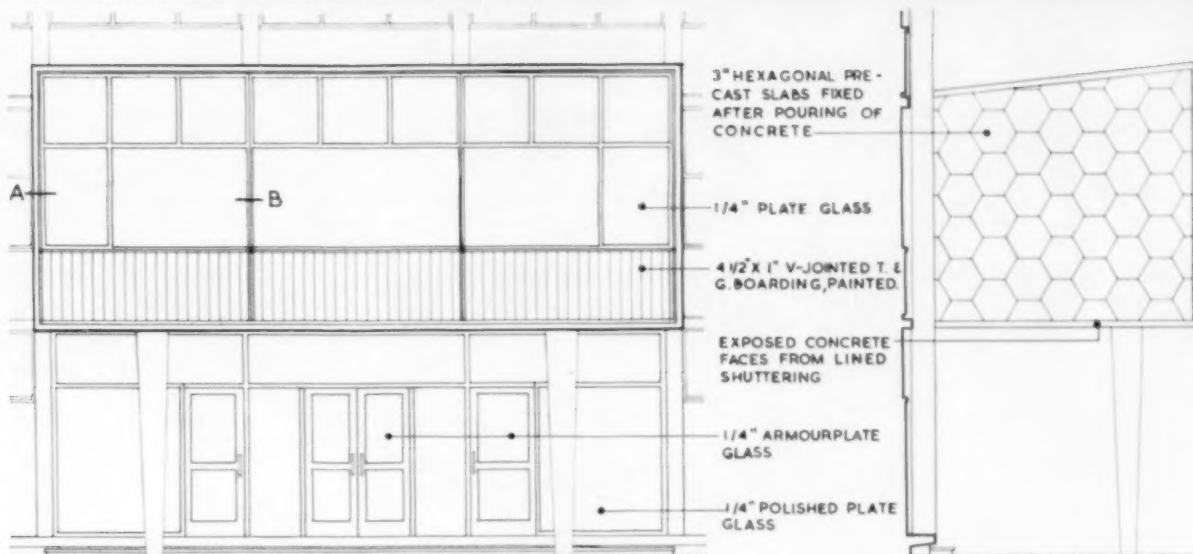 3" HEXAGONAL PRE-
CAST SLABS FIXED
AFTER POURING OF
CONCRETE
A
B
1/4" PLATE GLASS
4 1/2" X 1" V-JOINTED T. &
G. BOARDING, PAINTED.
EXPOSED CONCRETE
FACES FROM LINED
SHUTTERING
1/4" ARMOURPLATE
GLASS
1/4" POLISHED PLATE
GLASS